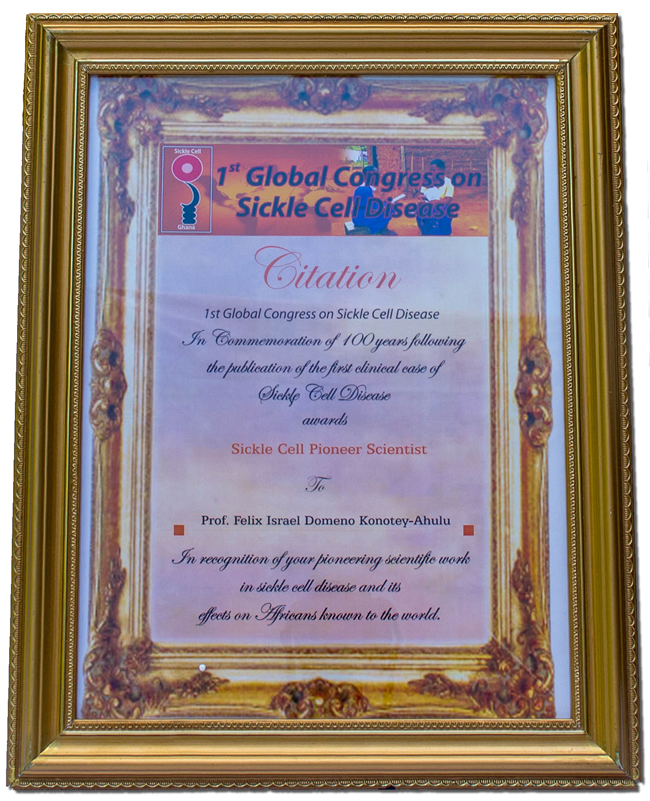 Sickle Cell
Ghana
1st Global Congress on
Sickle Cell Disease
Citation
1st Global Congress on Sickle Cell Disease
In Commemoration of 100 years following
the publication of the first clinical case of
Sickle Cell Disease
awards
Sickle Cell Pioneer Scientist
To
Prof. Felix Israel Domeno Konotey-Ahulu
In recognition of your pioneering scientific work
in sickle cell disease and its
effects on Africans known to the world.